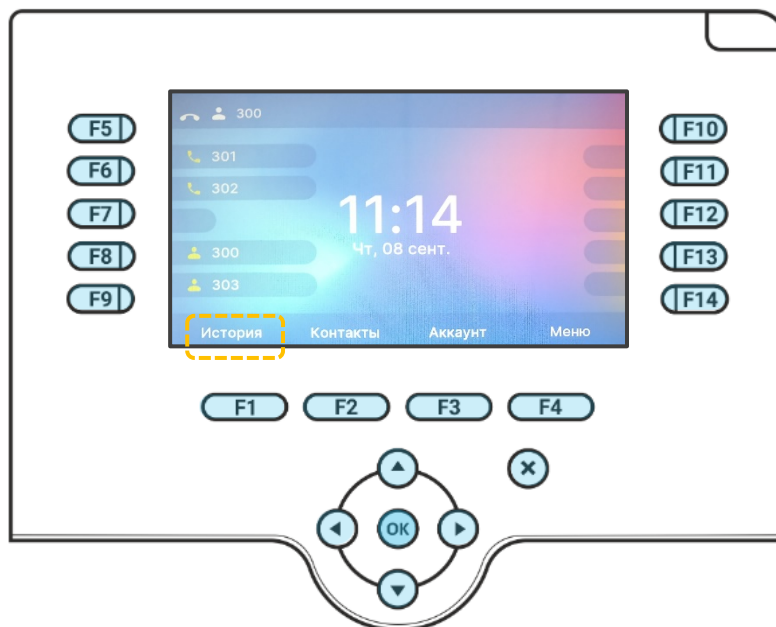 300
F5
F10
301
F6
F11
302
F7
11:14
F12
Чт, 08 сент.
F8
300
F13
F9
303
F14
История Контакты Аккаунт Меню
F1 F2 F3 F4
OK